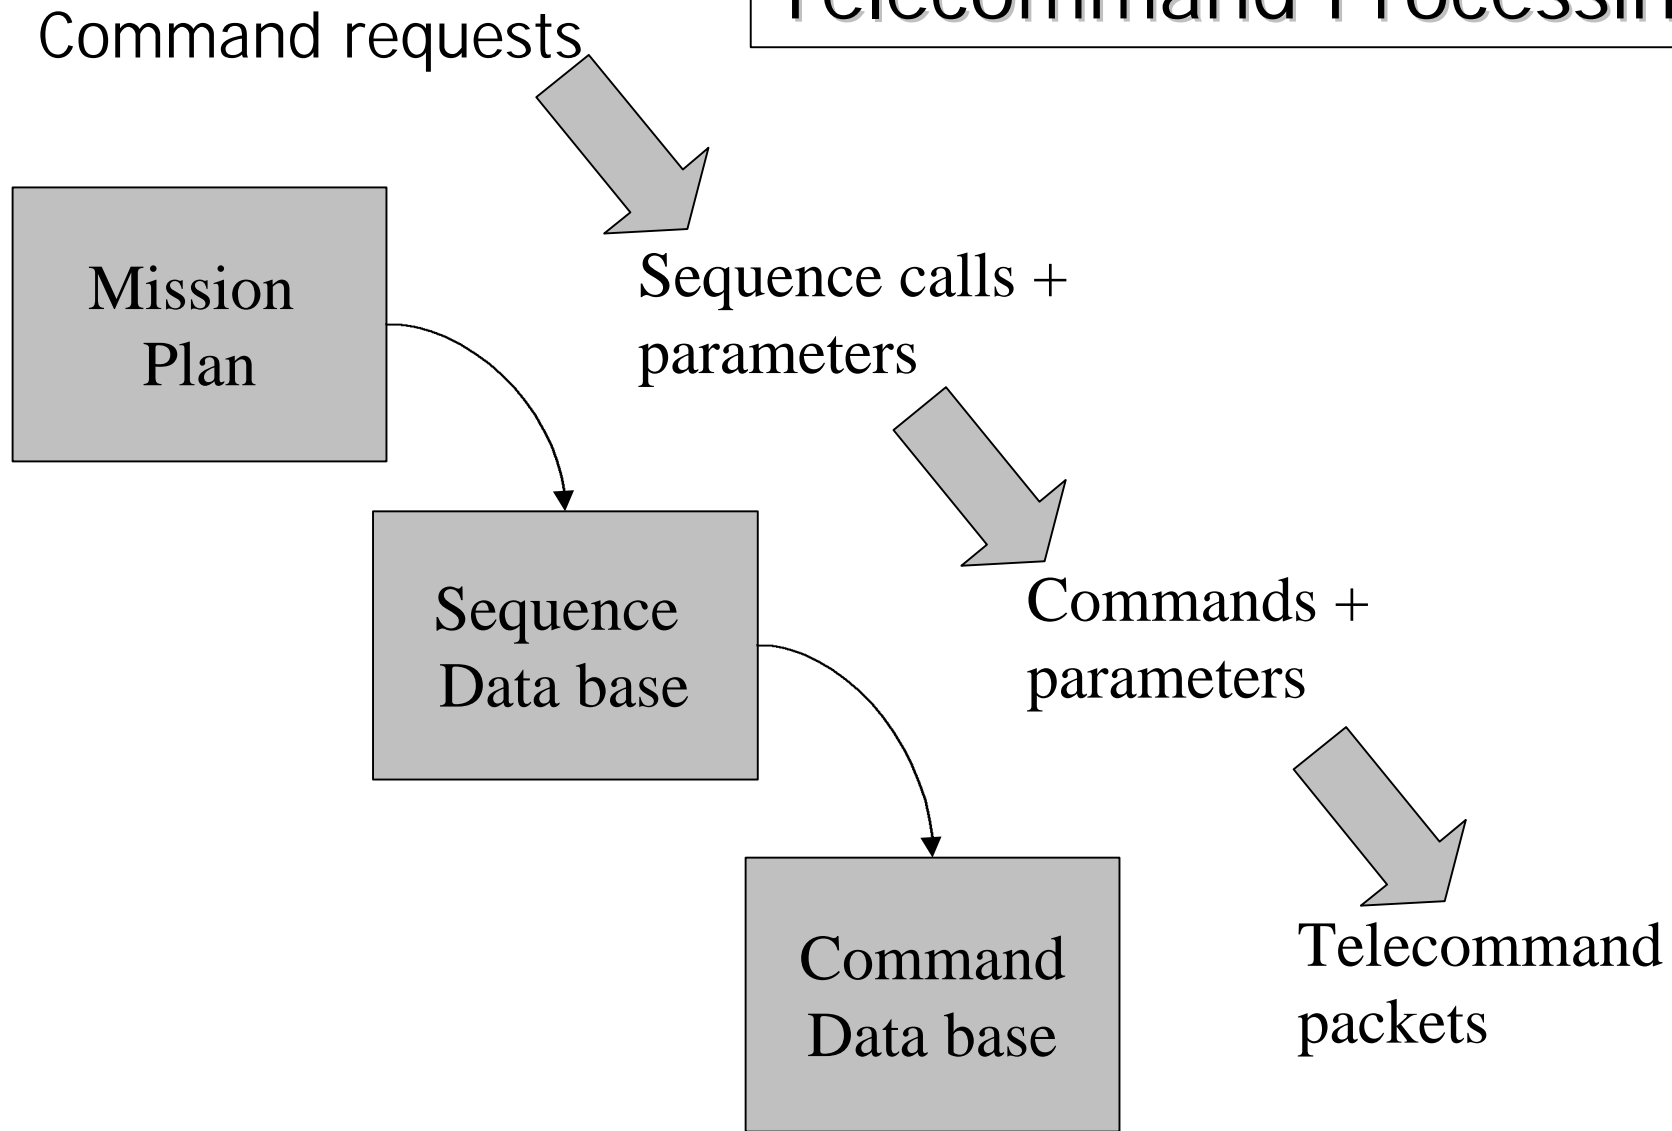 Command requests
Mission
Plan
Sequence calls +
parameters
Sequence
Data base
Commands +
parameters
Command
Data base
Telecommand
packets